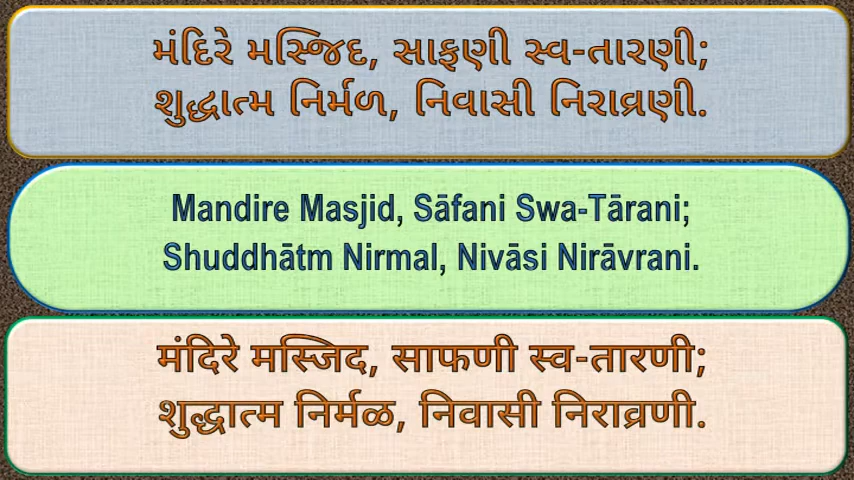 મંદિરે મસ્જિદ, સાફણી સ્વ-તારણી;
શુદ્ધાત્મ નિર્મળ, નિવાસી નિરાવ્રણી.
Mandire Masjid, Sāfani Swa-Tārani;
Shuddhātm Nirmal, Nivāsi Nirāvrani.
मंदिरे मस्जिद, साफणी स्व-तारणी;
शुद्धात्म निर्मळ, निवासी निराव्रणी.